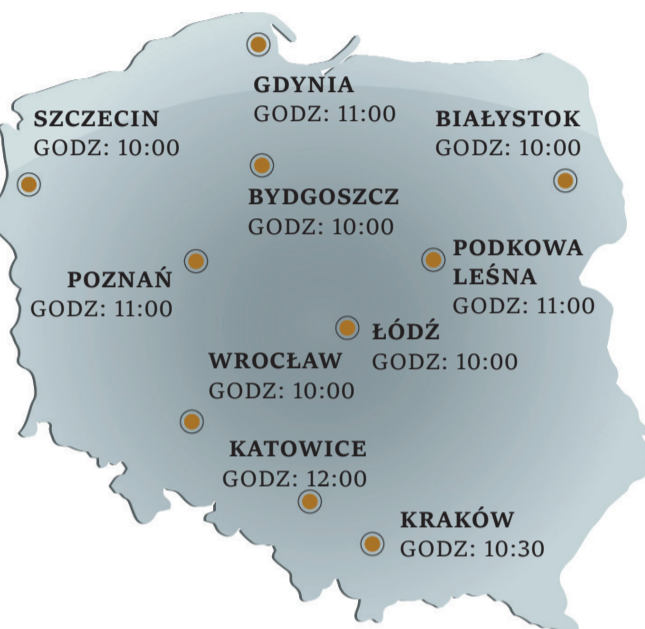 GDYNIA
GODZ: 11:00
SZCZECIN
GODZ: 10:00
BIAŁYSTOK
GODZ: 10:00
BYDGOSZCZ
GODZ: 10:00
PODKOWA
LEŚNA
GODZ: 11:00
POZNAŃ
GODZ: 11:00
ŁÓDŹ
GODZ: 10:00
WROCŁAW
GODZ: 10:00
KATOWICE
GODZ: 12:00
KRAKÓW
GODZ: 10:30